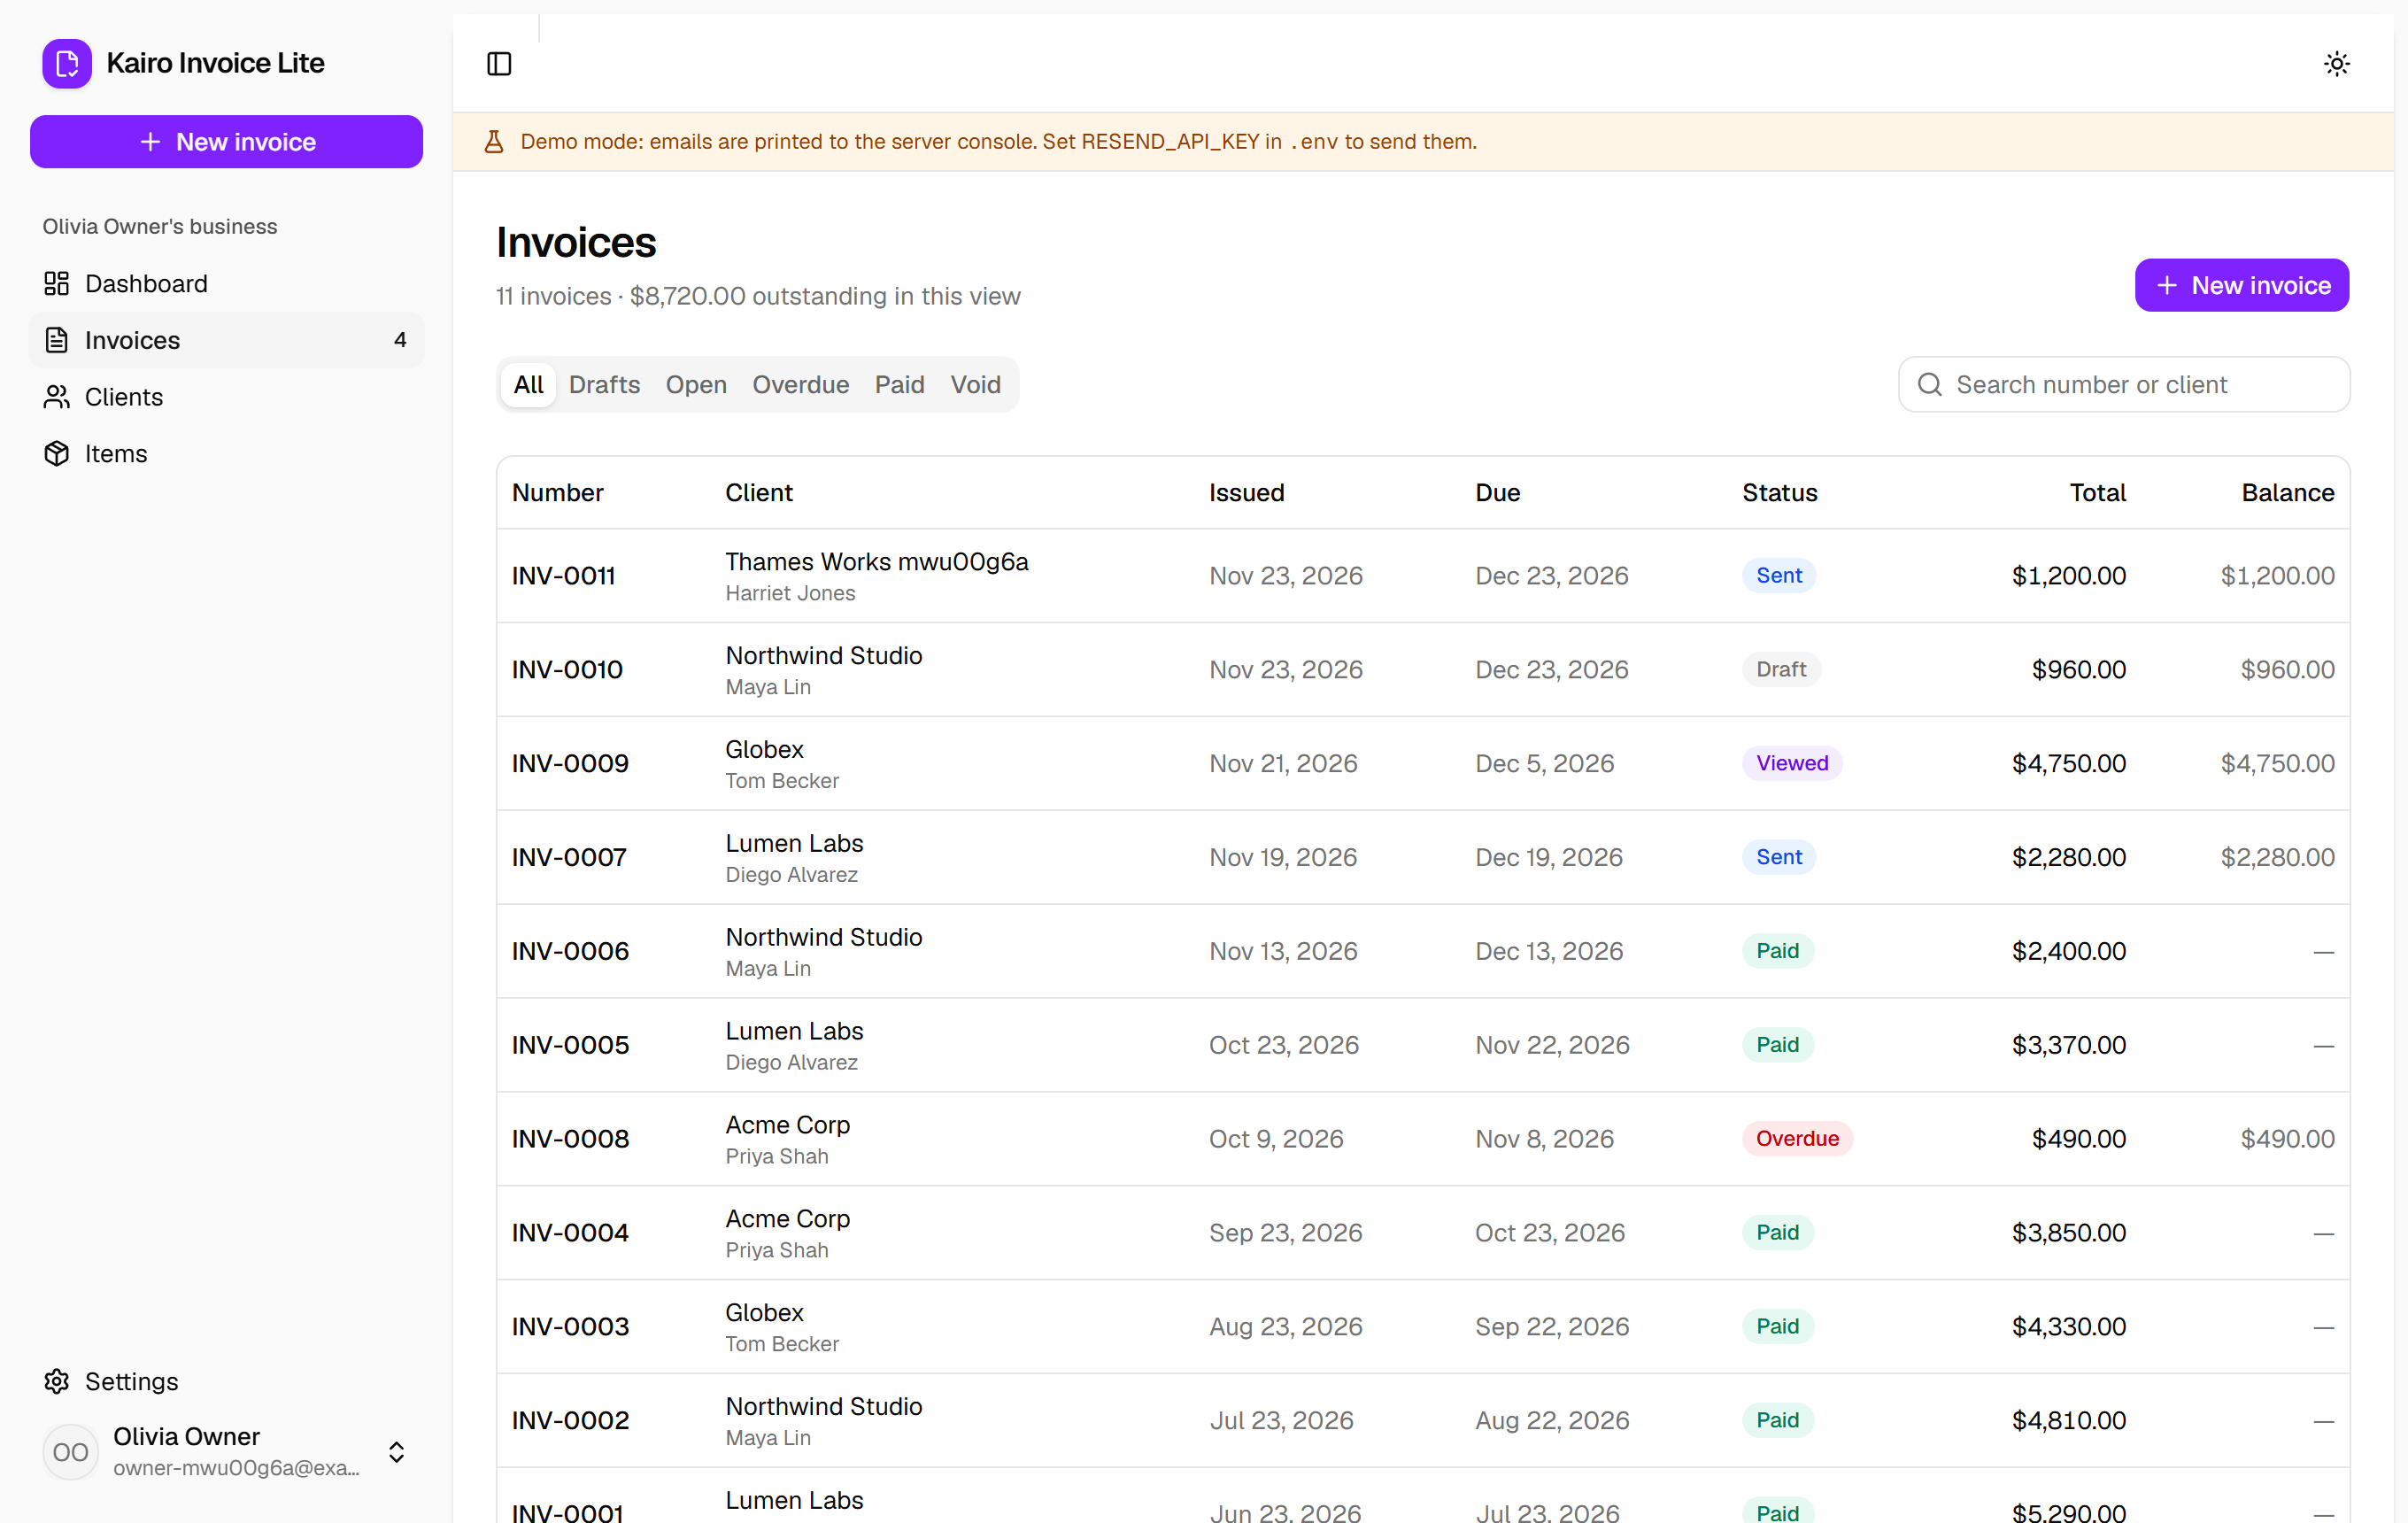 Kairo Invoice Lite
New invoice
Olivia Owner's business
Dashboard
Invoices 4
Clients
Items
Settings
OO
Olivia Owner
owner-mwu00g6a@exa...
Demo mode: emails are printed to the server console. Set RESEND_API_KEY in .env to send them.
Invoices
11 invoices · $8,720.00 outstanding in this view
New invoice
All Drafts Open Overdue Paid Void
Search number or client
Number Client Issued Due Status Total Balance
INV-0011 Thames Works mwu00g6a Nov 23, 2026 Dec 23, 2026 Sent $1,200.00 $1,200.00
Harriet Jones
INV-0010 Northwind Studio Nov 23, 2026 Dec 23, 2026 Draft $960.00 $960.00
Maya Lin
INV-0009 Globex Nov 21, 2026 Dec 5, 2026 Viewed $4,750.00 $4,750.00
Tom Becker
INV-0007 Lumen Labs Nov 19, 2026 Dec 19, 2026 Sent $2,280.00 $2,280.00
Diego Alvarez
INV-0006 Northwind Studio Nov 13, 2026 Dec 13, 2026 Paid $2,400.00 —
Maya Lin
INV-0005 Lumen Labs Oct 23, 2026 Nov 22, 2026 Paid $3,370.00 —
Diego Alvarez
INV-0008 Acme Corp Oct 9, 2026 Nov 8, 2026 Overdue $490.00 $490.00
Priya Shah
INV-0004 Acme Corp Sep 23, 2026 Oct 23, 2026 Paid $3,850.00 —
Priya Shah
INV-0003 Globex Aug 23, 2026 Sep 22, 2026 Paid $4,330.00 —
Tom Becker
INV-0002 Northwind Studio Jul 23, 2026 Aug 22, 2026 Paid $4,810.00 —
Maya Lin
INV-0001 Lumen Labs Jun 23, 2026 Jul 23, 2026 Paid $5,290.00 —